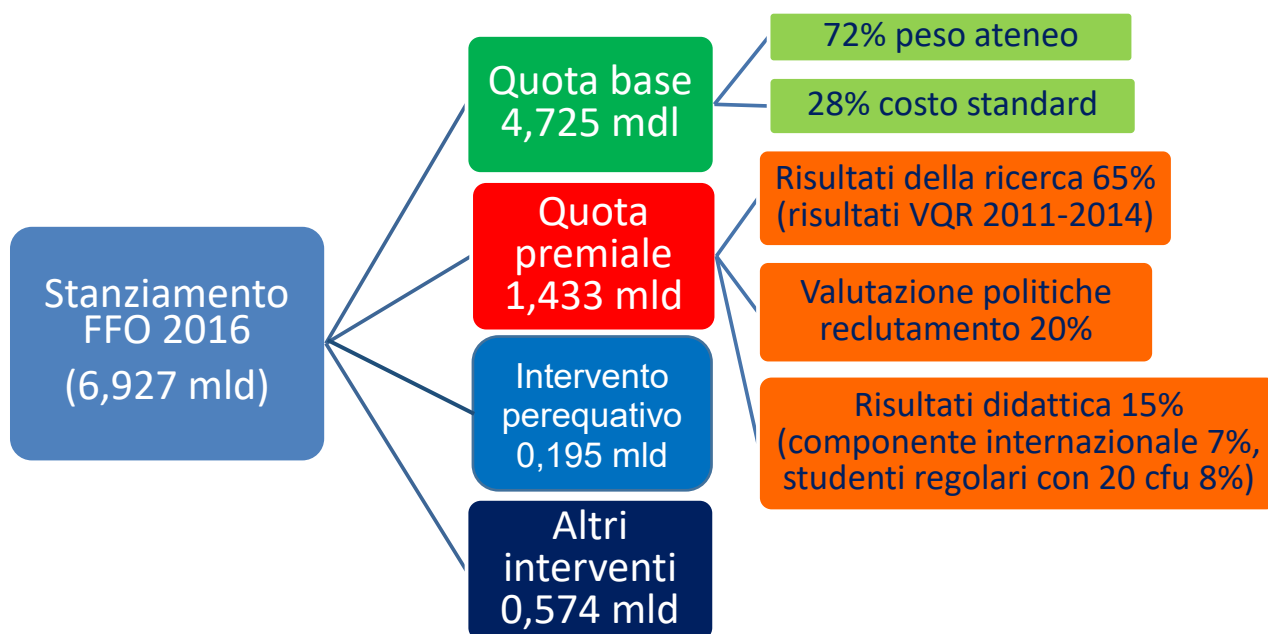 Stanziamento
FFO 2016
(6,927 mld)
Quota base
4,725 mdl
72% peso ateneo
28% costo standard
Quota
premiale
1,433 mld
Risultati della ricerca 65%
(risultati VQR 2011-2014)
Valutazione politiche
reclutamento 20%
Risultati didattica 15%
(componente internazionale 7%,
studenti regolari con 20 cfu 8%)
Intervento
perequativo
0,195 mld
Altri
interventi
0,574 mld